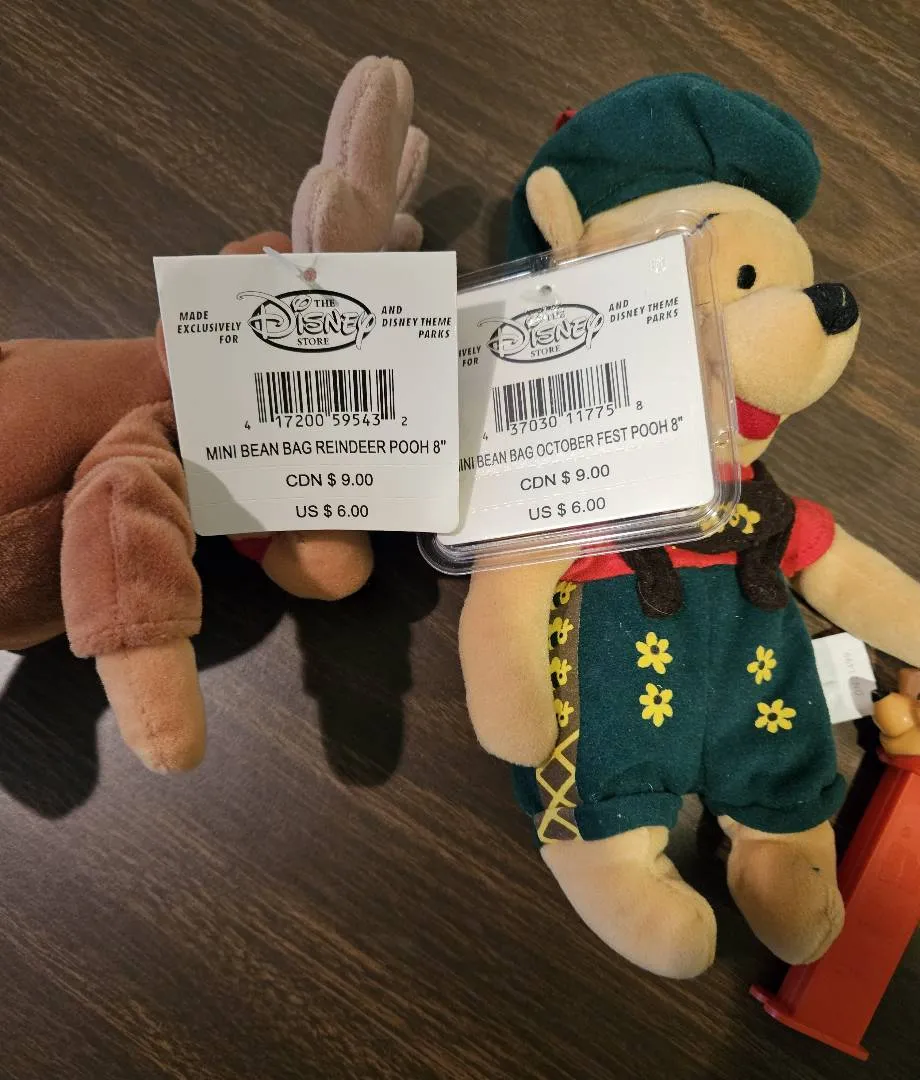 MADE
EXCLUSIVELY
FOR
THE
DISNEY
STORE
AND
DISNEY THEME
PARKS
4 17200 59543 2
MINI BEAN BAG REINDEER POOH 8"
CDN $ 9.00
US $ 6.00
IVELY
FOR
THE
DISNEY
STORE
AND
DISNEY THEME
PARKS
4 37030 11775 8
INI BEAN BAG OCTOBER FEST POOH 8"
CDN $ 9.00
US $ 6.00